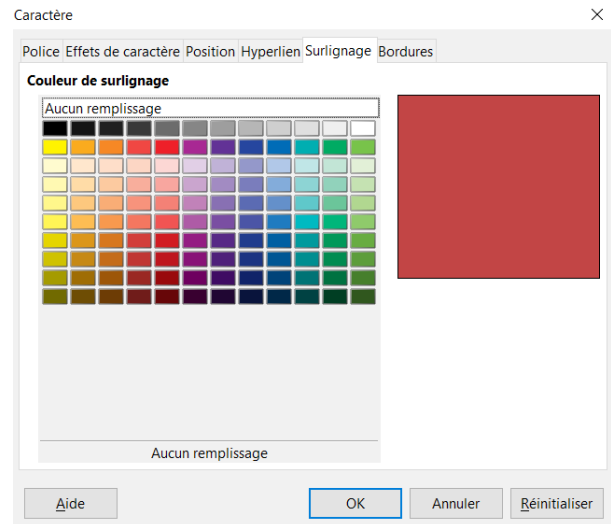 Caractère
Police Effets de caractère Position Hyperlien Surlignage Bordures
Couleur de surlignage
Aucun remplissage
Aucun remplissage
Aide OK Annuler Réinitialiser